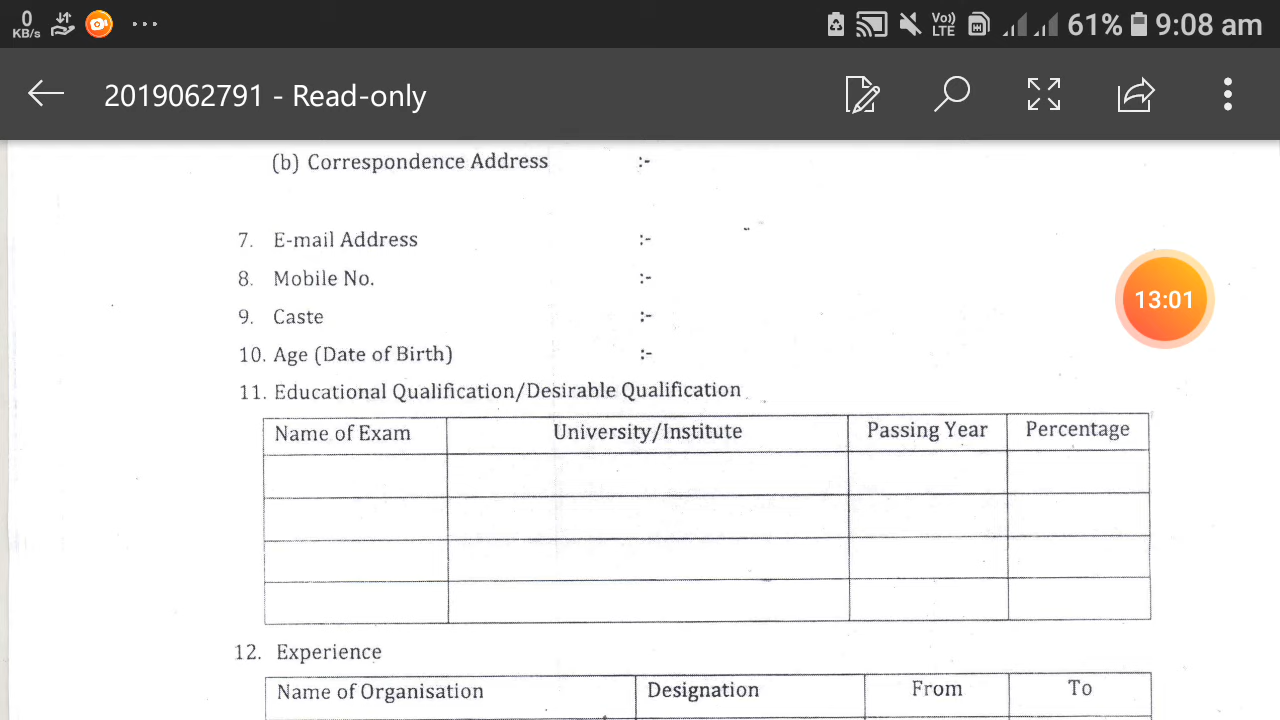 0
KB/s
Vo))
LTE
61% 9:08 am
2019062791 - Read-only
(b) Correspondence Address :-
7. E-mail Address :-
8. Mobile No. :-
13:01
9. Caste :-
10. Age (Date of Birth) :-
11. Educational Qualification/Desirable Qualification
Name of Exam University/Institute Passing Year Percentage
12. Experience
Name of Organisation Designation From To